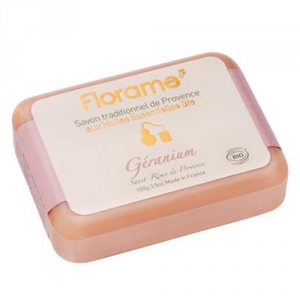 Florame
Savon traditionnel de Provence
aux Huiles Essentielles Bio
Géranium
Saint-Rémy de Provence
100g 3.5oz Made in France
BIO